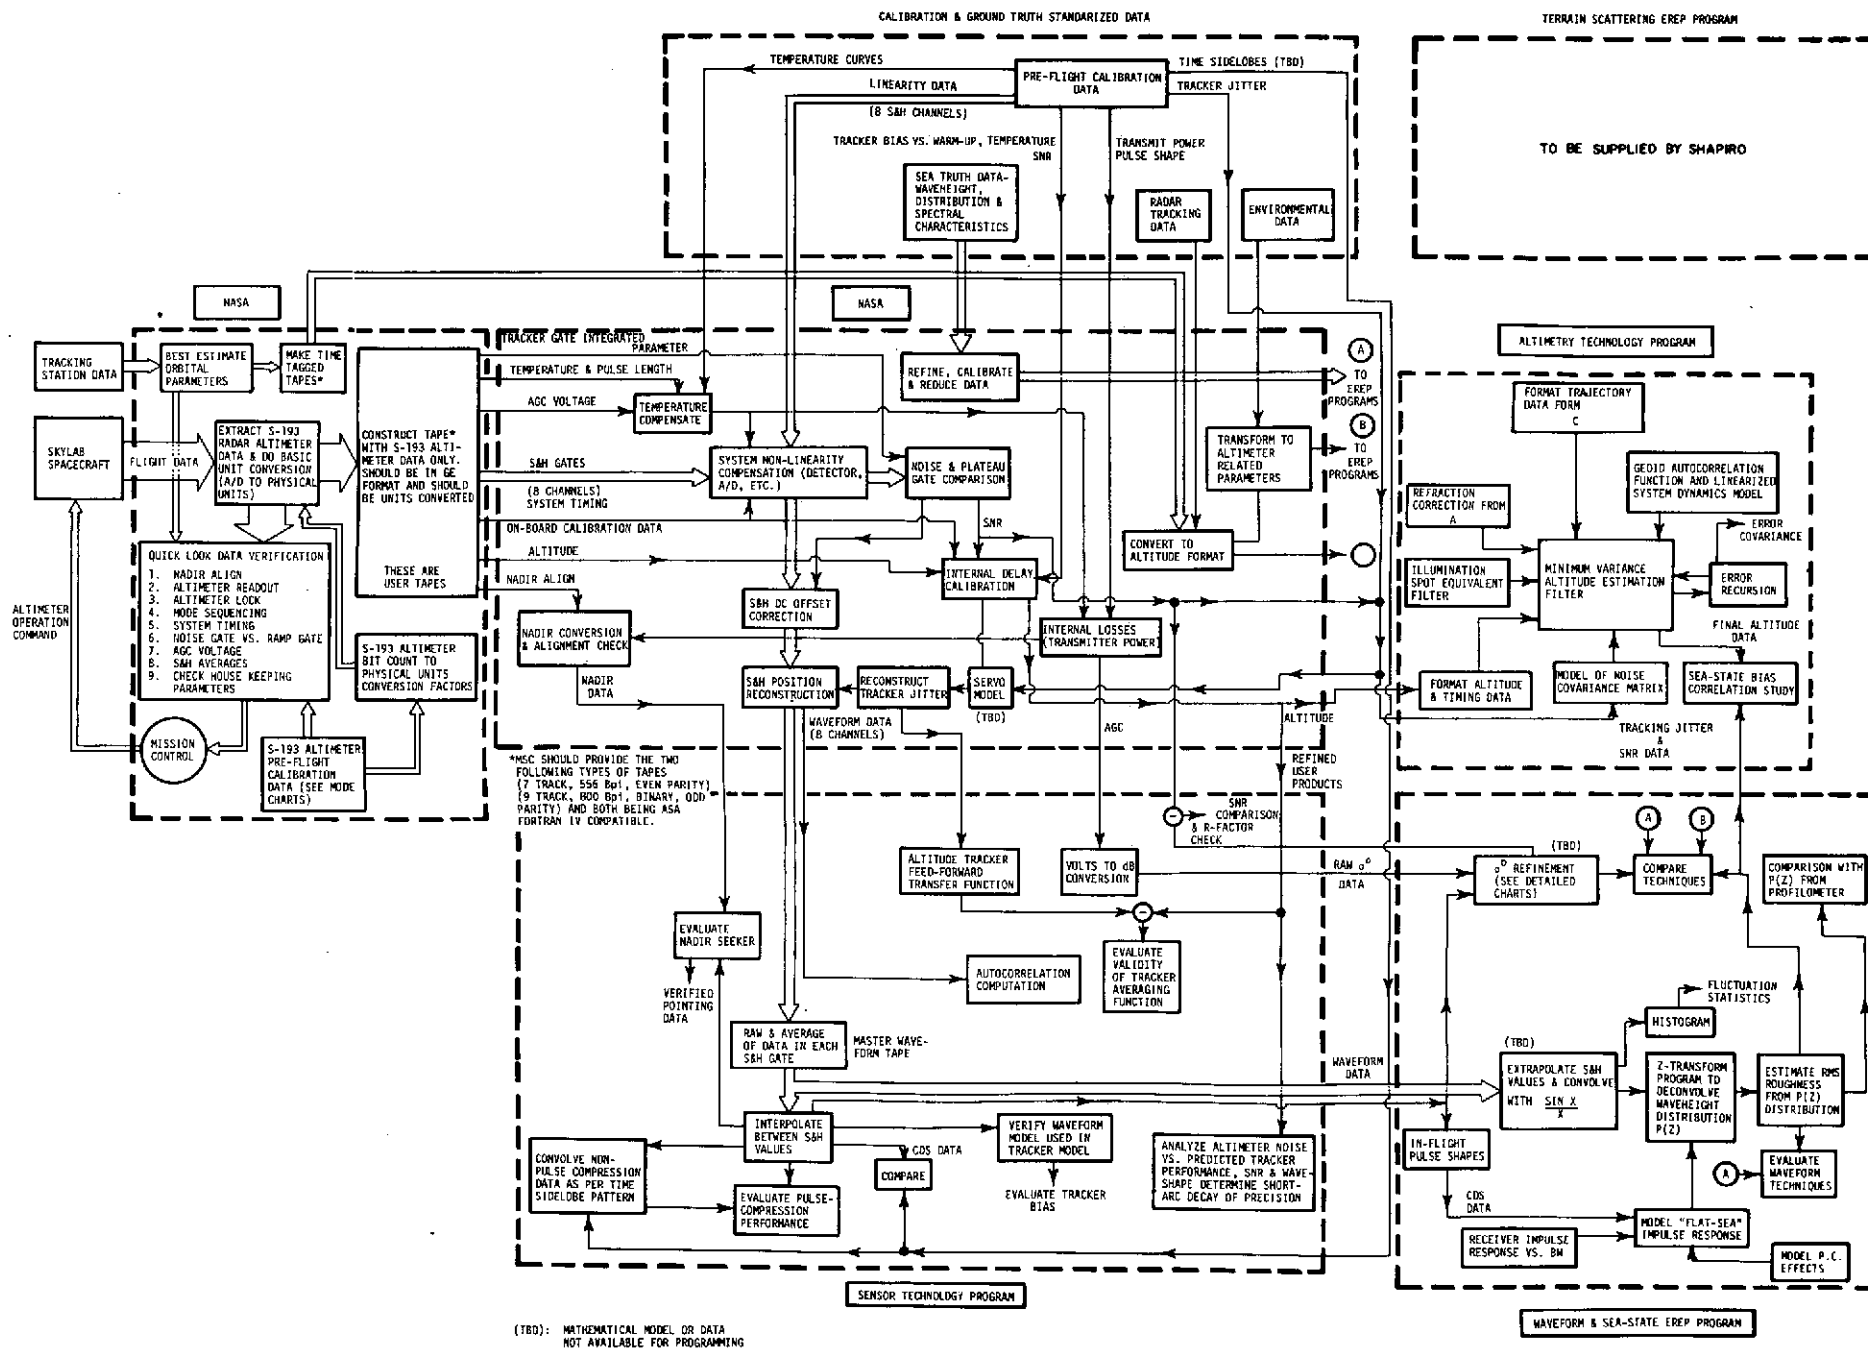 CALIBRATION & GROUND TRUTH STANDARIZED DATA
TERRAIN SCATTERING EREP PROGRAM
TEMPERATURE CURVES
LINEARITY DATA
(8 S&H CHANNELS)
PRE-FLIGHT CALIBRATION
DATA
TIME SIDELOBES (TBD)
TRACKER JITTER
TRACKER BIAS VS. WARM-UP, TEMPERATURE
SNR
TRANSMIT POWER
PULSE SHAPE
TO BE SUPPLIED BY SHAPIRO
SEA TRUTH DATA-
WAVEHEIGHT,
DISTRIBUTION &
SPECTRAL
CHARACTERISTICS
RADAR
TRACKING
DATA
ENVIRONMENTAL
DATA
NASA
NASA
TRACKING
STATION DATA
BEST ESTIMATE
ORBITAL
PARAMETERS
MAKE TIME
TAGGED
TAPES*
SKYLAB
SPACECRAFT
FLIGHT DATA
EXTRACT S-193
RADAR ALTIMETER
DATA & DO BASIC
UNIT CONVERSION
(A/D TO PHYSICAL
UNITS)
CONSTRUCT TAPE*
WITH S-193 ALTI-
METER DATA ONLY.
SHOULD BE IN GE
FORMAT AND SHOULD
BE UNITS CONVERTED
THESE ARE
USER TAPES
QUICK LOOK DATA VERIFICATION
1. NADIR ALIGN
2. ALTIMETER READOUT
3. ALTIMETER LOCK
4. MODE SEQUENCING
5. SYSTEM TIMING
6. NOISE GATE VS. RAMP GATE
7. AGC VOLTAGE
8. S&H AVERAGES
9. CHECK HOUSE KEEPING
PARAMETERS
ALTIMETER
OPERATION
COMMAND
S-193 ALTIMETER
BIT COUNT TO
PHYSICAL UNITS
CONVERSION FACTORS
MISSION
CONTROL
S-193 ALTIMETER
PRE-FLIGHT
CALIBRATION
DATA (SEE MODE
CHARTS)
TRACKER GATE INTEGRATED
PARAMETER
TEMPERATURE & PULSE LENGTH
AGC VOLTAGE
TEMPERATURE
COMPENSATE
REFINE, CALIBRATE
& REDUCE DATA
A
TO
EREP
PROGRAMS
B
TO
EREP
PROGRAMS
S&H GATES
(8 CHANNELS)
SYSTEM TIMING
SYSTEM NON-LINEARITY
COMPENSATION (DETECTOR,
A/D, ETC.)
NOISE & PLATEAU
GATE COMPARISON
TRANSFORM TO
ALTIMETER
RELATED
PARAMETERS
ON-BOARD CALIBRATION DATA
SNR
ALTITUDE
CONVERT TO
ALTITUDE FORMAT
NADIR ALIGN
INTERNAL DELAY
CALIBRATION
S&H DC OFFSET
CORRECTION
NADIR CONVERSION
& ALIGNMENT CHECK
INTERNAL LOSSES
(TRANSMITTER POWER)
NADIR
DATA
S&H POSITION
RECONSTRUCTION
RECONSTRUCT
TRACKER JITTER
SERVO
MODEL
(TBD)
WAVEFORM DATA
(8 CHANNELS)
AGC
ALTITUDE
REFINED
USER
PRODUCTS
*MSC SHOULD PROVIDE THE TWO
FOLLOWING TYPES OF TAPES
(7 TRACK, 556 Bpi, EVEN PARITY)
(9 TRACK, 800 Bpi, BINARY, ODD
PARITY) AND BOTH BEING ASA
FORTRAN IV COMPATIBLE.
ALTIMETRY TECHNOLOGY PROGRAM
FORMAT TRAJECTORY
DATA FORM
C
GEOID AUTOCORRELATION
FUNCTION AND LINEARIZED
SYSTEM DYNAMICS MODEL
REFRACTION
CORRECTION FROM
A
ERROR
COVARIANCE
ILLUMINATION
SPOT EQUIVALENT
FILTER
MINIMUM VARIANCE
ALTITUDE ESTIMATION
FILTER
ERROR
RECURSION
FINAL ALTITUDE
DATA
FORMAT ALTITUDE
& TIMING DATA
MODEL OF NOISE
COVARIANCE MATRIX
SEA-STATE BIAS
CORRELATION STUDY
TRACKING JITTER
&
SNR DATA
SNR
COMPARISON
& R-FACTOR
CHECK
ALTITUDE TRACKER
FEED-FORWARD
TRANSFER FUNCTION
VOLTS TO dB
CONVERSION
RAW σ°
DATA
(TBD)
σ° REFINEMENT
(SEE DETAILED
CHARTS)
A
B
COMPARE
TECHNIQUES
COMPARISON WITH
P(Z) FROM
PROFILOMETER
EVALUATE
NADIR SEEKER
VERIFIED
POINTING
DATA
AUTOCORRELATION
COMPUTATION
EVALUATE
VALIDITY
OF TRACKER
AVERAGING
FUNCTION
FLUCTUATION
STATISTICS
HISTOGRAM
RAW & AVERAGE
OF DATA IN EACH
S&H GATE
MASTER WAVE-
FORM TAPE
WAVEFORM
DATA
(TBD)
EXTRAPOLATE S&H
VALUES & CONVOLVE
WITH SIN X
X
Z-TRANSFORM
PROGRAM TO
DECONVOLVE
WAVEHEIGHT
DISTRIBUTION
P(Z)
ESTIMATE RMS
ROUGHNESS
FROM P(Z)
DISTRIBUTION
INTERPOLATE
BETWEEN S&H
VALUES
VERIFY WAVEFORM
MODEL USED IN
TRACKER MODEL
EVALUATE TRACKER
BIAS
ANALYZE ALTIMETER NOISE
VS. PREDICTED TRACKER
PERFORMANCE, SNR & WAVE-
SHAPE DETERMINE SHORT-
ARC DECAY OF PRECISION
IN-FLIGHT
PULSE SHAPES
A
EVALUATE
WAVEFORM
TECHNIQUES
CONVOLVE NON-
PULSE COMPRESSION
DATA AS PER TIME
SIDELOBE PATTERN
CDS DATA
COMPARE
EVALUATE PULSE-
COMPRESSION
PERFORMANCE
CDS
DATA
MODEL "FLAT-SEA"
IMPULSE RESPONSE
RECEIVER IMPULSE
RESPONSE VS. BW
MODEL P.C.
EFFECTS
SENSOR TECHNOLOGY PROGRAM
WAVEFORM & SEA-STATE EREP PROGRAM
(TBD): MATHEMATICAL MODEL OR DATA
NOT AVAILABLE FOR PROGRAMMING